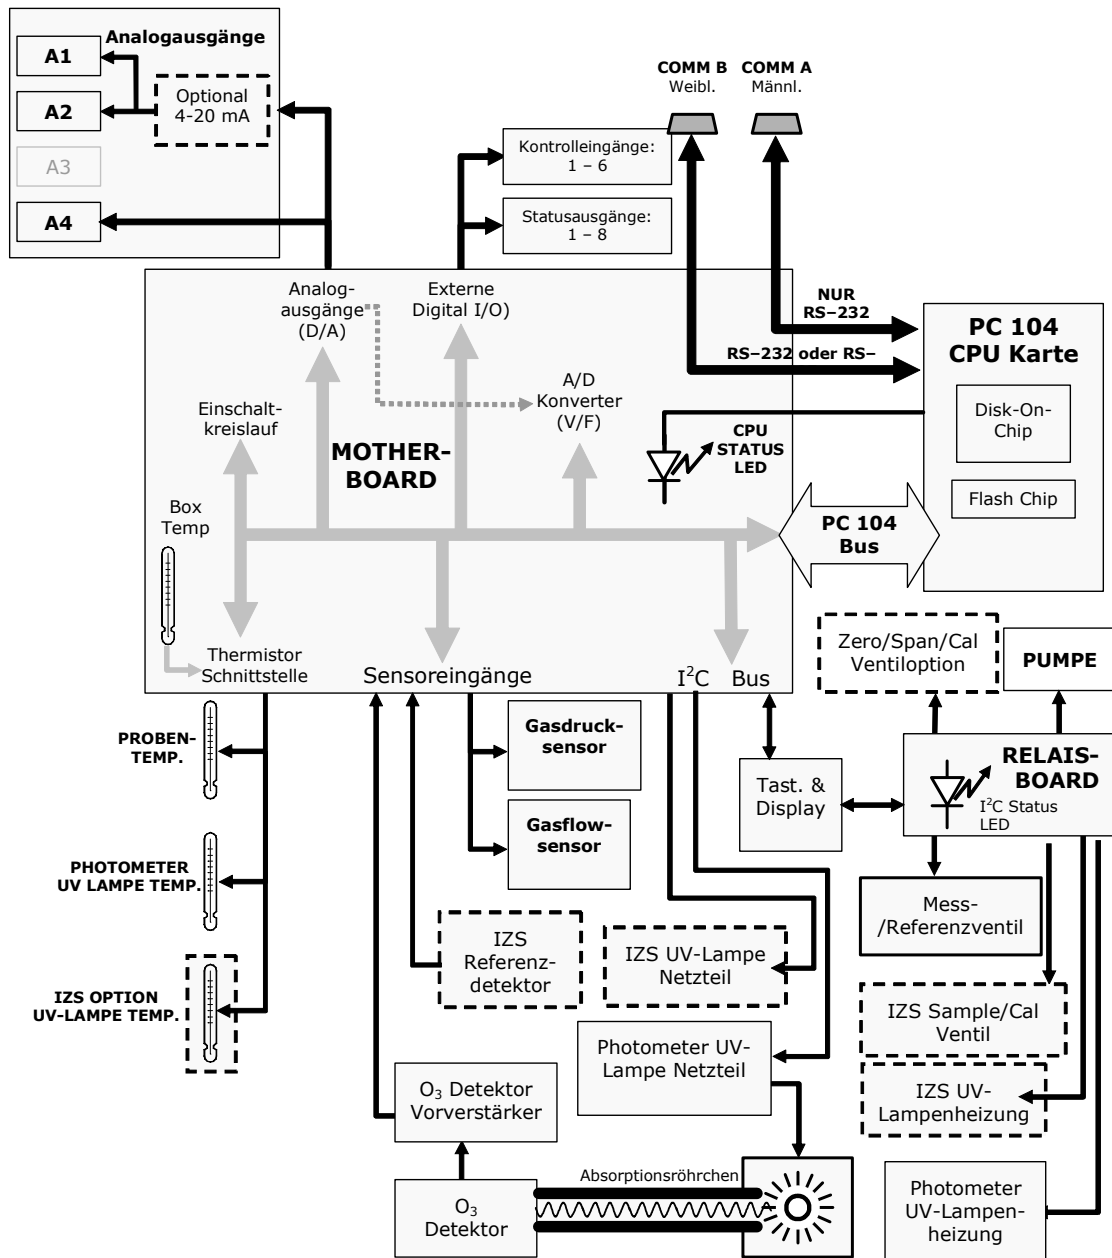 Analogausgänge
A1
A2
A3
A4
Optional
4-20 mA
COMM B
Weibl.
COMM A
Männl.
Kontrolleingänge:
1 – 6
Statusausgänge:
1 – 8
Analog-
ausgänge
(D/A)
Externe
Digital I/O)
NUR
RS–232
RS–232 oder RS–
PC 104
CPU Karte
Disk-On-
Chip
Flash Chip
A/D
Konverter
(V/F)
Einschalt-
kreislauf
MOTHER-
BOARD
CPU
STATUS
LED
Box
Temp
PC 104
Bus
Thermistor
Schnittstelle
Sensoreingänge
I²C Bus
Zero/Span/Cal
Ventiloption
PUMPE
PROBEN-
TEMP.
Gasdruck-
sensor
Gasflow-
sensor
Tast. &
Display
RELAIS-
BOARD
I²C Status
LED
PHOTOMETER
UV LAMPE TEMP.
Mess-
/Referenzventil
IZS
Referenz-
detektor
IZS UV-Lampe
Netzteil
IZS OPTION
UV-LAMPE TEMP.
IZS Sample/Cal
Ventil
Photometer UV-
Lampe Netzteil
IZS UV-
Lampenheizung
O₃ Detektor
Vorverstärker
Absorptionsröhrchen
O₃
Detektor
Photometer
UV-Lampen-
heizung